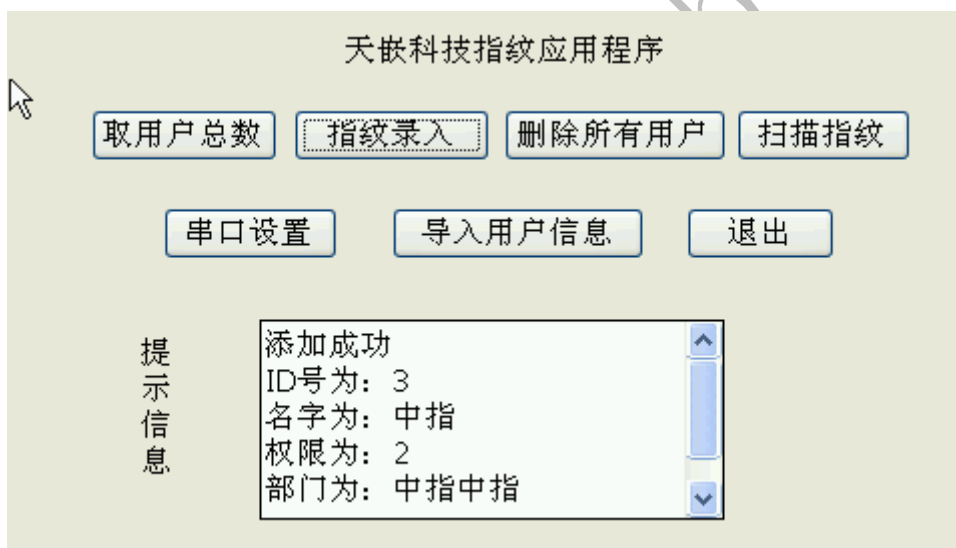 天嵌科技指纹应用程序
取用户总数 指纹录入 删除所有用户 扫描指纹
串口设置 导入用户信息 退出
提示信息
添加成功
ID号为：3
名字为：中指
权限为：2
部门为：中指中指